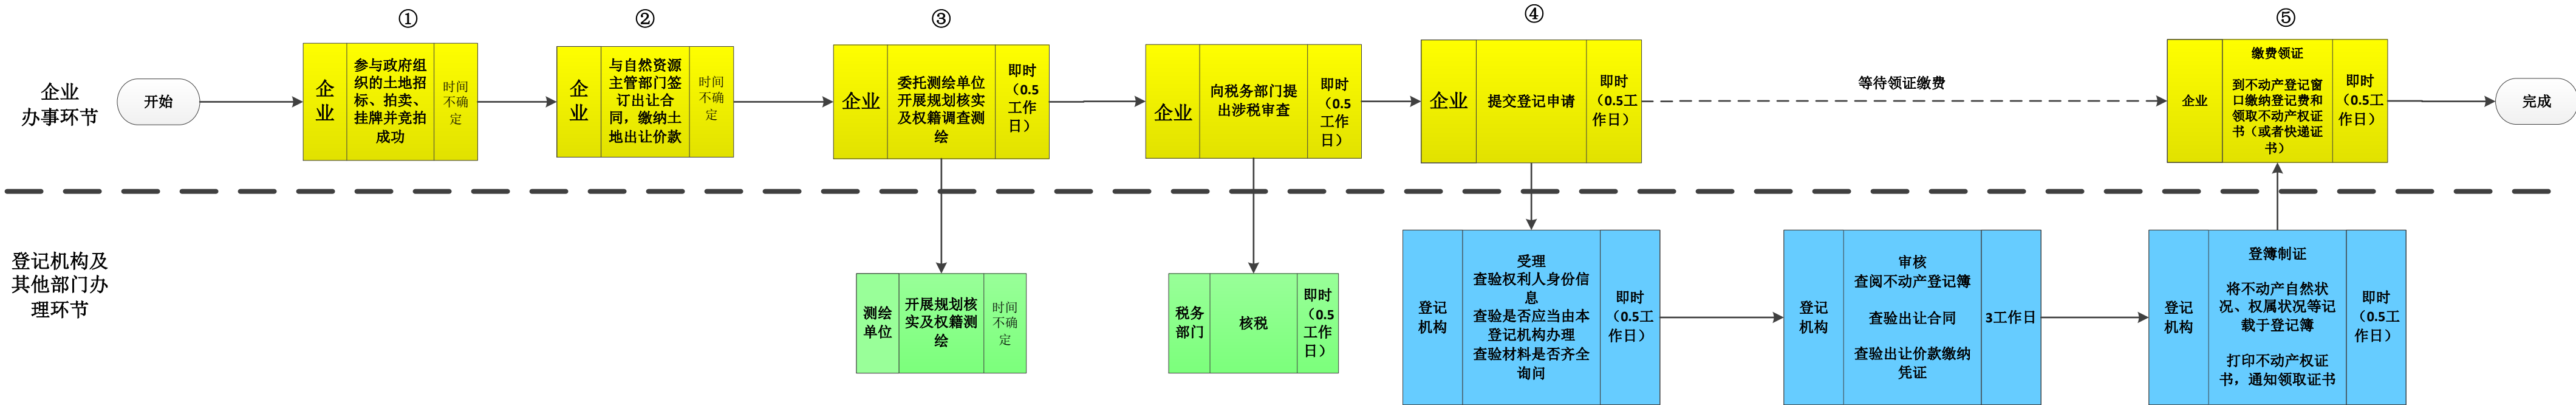 ①
②
③
④
⑤
企业
办事环节
开始
企
业
参与政府组
织的土地招
标、拍卖、
挂牌并竞拍
成功
时间
不确
定
企
业
与自然资源
主管部门签
订出让合
同，缴纳土
地出让价款
时间
不确
定
企业
委托测绘单位
开展规划核实
及权籍调查测
绘
即时
（0.5
工作
日）
企业
向税务部门提
出涉税审查
即时
（0.5
工作
日）
企业
提交登记申请
即时
（0.5工
作日）
等待领证缴费
企业
缴费领证
到不动产登记窗
口缴纳登记费和
领取不动产权证
书（或者快递证
书）
即时
（0.5工
作日）
完成
登记机构及
其他部门办
理环节
测绘
单位
开展规划核
实及权籍测
绘
时间
不确
定
税务
部门
核税
即时
（0.5
工作
日）
登记
机构
受理
查验权利人身份信
息
查验是否应当由本
登记机构办理
查验材料是否齐全
询问
即时
（0.5工
作日）
登记
机构
审核
查阅不动产登记簿
查验出让合同
查验出让价款缴纳
凭证
3工作日
登记
机构
登簿制证
将不动产自然状
况、权属状况等记
载于登记簿
打印不动产权证
书，通知领取证书
即时
（0.5工
作日）